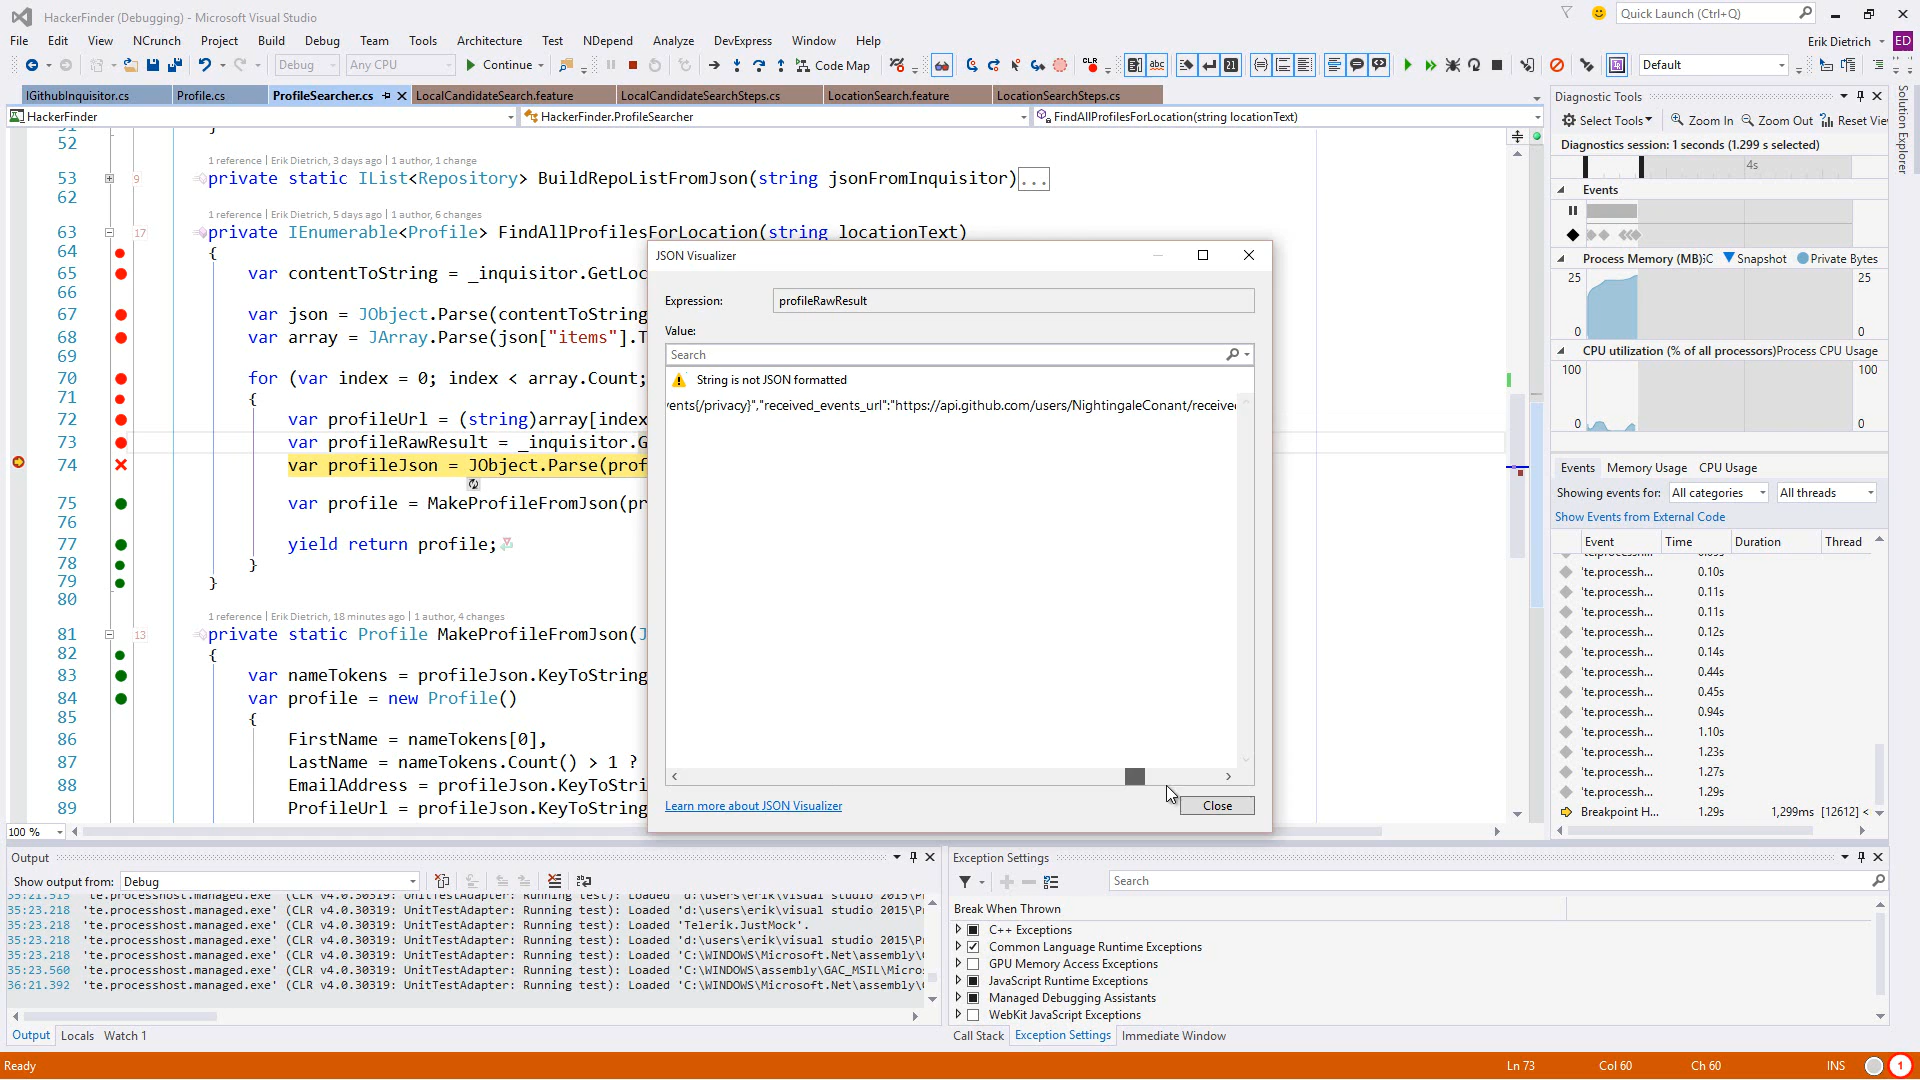 HackerFinder (Debugging) - Microsoft Visual Studio
Quick Launch (Ctrl+Q)
File Edit View NCrunch Project Build Debug Team Tools Architecture Test NDepend Analyze DevExpress Window Help
Erik Dietrich ED
Debug Any CPU Continue Code Map CLR Default
IGithubInquisitor.cs Profile.cs ProfileSearcher.cs LocalCandidateSearch.feature LocalCandidateSearchSteps.cs LocationSearch.feature LocationSearchSteps.cs
HackerFinder HackerFinder.ProfileSearcher FindAllProfilesForLocation(string locationText)
52
1 reference | Erik Dietrich, 3 days ago | 1 author, 1 change
53 9 private static IList<Repository> BuildRepoListFromJson(string jsonFromInquisitor)...
62
1 reference | Erik Dietrich, 5 days ago | 1 author, 6 changes
63 17 private IEnumerable<Profile> FindAllProfilesForLocation(string locationText)
64 {
65 var contentToString = _inquisitor.GetLoc
66
67 var json = JObject.Parse(contentToString
68 var array = JArray.Parse(json["items"].T
69
70 for (var index = 0; index < array.Count;
71 {
72 var profileUrl = (string)array[index
73 var profileRawResult = _inquisitor.G
74 var profileJson = JObject.Parse(prof
75 var profile = MakeProfileFromJson(pr
76
77 yield return profile;
78 }
79 }
80
1 reference | Erik Dietrich, 18 minutes ago | 1 author, 4 changes
81 13 private static Profile MakeProfileFromJson(J
82 {
83 var nameTokens = profileJson.KeyToString
84 var profile = new Profile()
85 {
86 FirstName = nameTokens[0],
87 LastName = nameTokens.Count() > 1 ?
88 EmailAddress = profileJson.KeyToStri
89 ProfileUrl = profileJson.KeyToString
100 %
JSON Visualizer
Expression: profileRawResult
Value:
Search
String is not JSON formatted
vents{/privacy}","received_events_url":"https://api.github.com/users/NightingaleConant/received
Learn more about JSON Visualizer
Close
Diagnostic Tools
Select Tools Zoom In Zoom Out Reset Vie
Diagnostics session: 1 seconds (1.299 s selected)
4s
Events
Process Memory (MB) Snapshot Private Bytes
25 25
0 0
CPU utilization (% of all processors) Process CPU Usage
100 100
0 0
Events Memory Usage CPU Usage
Showing events for: All categories All threads
Show Events from External Code
Event Time Duration Thread
'te.processh... 0.10s
'te.processh... 0.11s
'te.processh... 0.11s
'te.processh... 0.12s
'te.processh... 0.14s
'te.processh... 0.44s
'te.processh... 0.45s
'te.processh... 0.94s
'te.processh... 1.10s
'te.processh... 1.23s
'te.processh... 1.27s
'te.processh... 1.29s
Breakpoint H... 1.29s 1,299ms [12612] <
Solution Explorer
Output
Show output from: Debug
35:21.515 'te.processhost.managed.exe' (CLR v4.0.30319: UnitTestAdapter: Running test): Loaded 'd:\users\erik\visual studio 2015\P
35:23.218 'te.processhost.managed.exe' (CLR v4.0.30319: UnitTestAdapter: Running test): Loaded 'd:\users\erik\visual studio 2015\P
35:23.218 'te.processhost.managed.exe' (CLR v4.0.30319: UnitTestAdapter: Running test): Loaded 'Telerik.JustMock'.
35:23.218 'te.processhost.managed.exe' (CLR v4.0.30319: UnitTestAdapter: Running test): Loaded 'd:\users\erik\visual studio 2015\P
35:23.218 'te.processhost.managed.exe' (CLR v4.0.30319: UnitTestAdapter: Running test): Loaded 'C:\WINDOWS\Microsoft.Net\assembly\
35:23.560 'te.processhost.managed.exe' (CLR v4.0.30319: UnitTestAdapter: Running test): Loaded 'C:\WINDOWS\assembly\GAC_MSIL\Micro
36:21.392 'te.processhost.managed.exe' (CLR v4.0.30319: UnitTestAdapter: Running test): Loaded 'C:\WINDOWS\Microsoft.Net\assembly\
Output Locals Watch 1
Exception Settings
Search
Break When Thrown
C++ Exceptions
Common Language Runtime Exceptions
GPU Memory Access Exceptions
JavaScript Runtime Exceptions
Managed Debugging Assistants
WebKit JavaScript Exceptions
Call Stack Exception Settings Immediate Window
Ready Ln 73 Col 60 Ch 60 INS 1